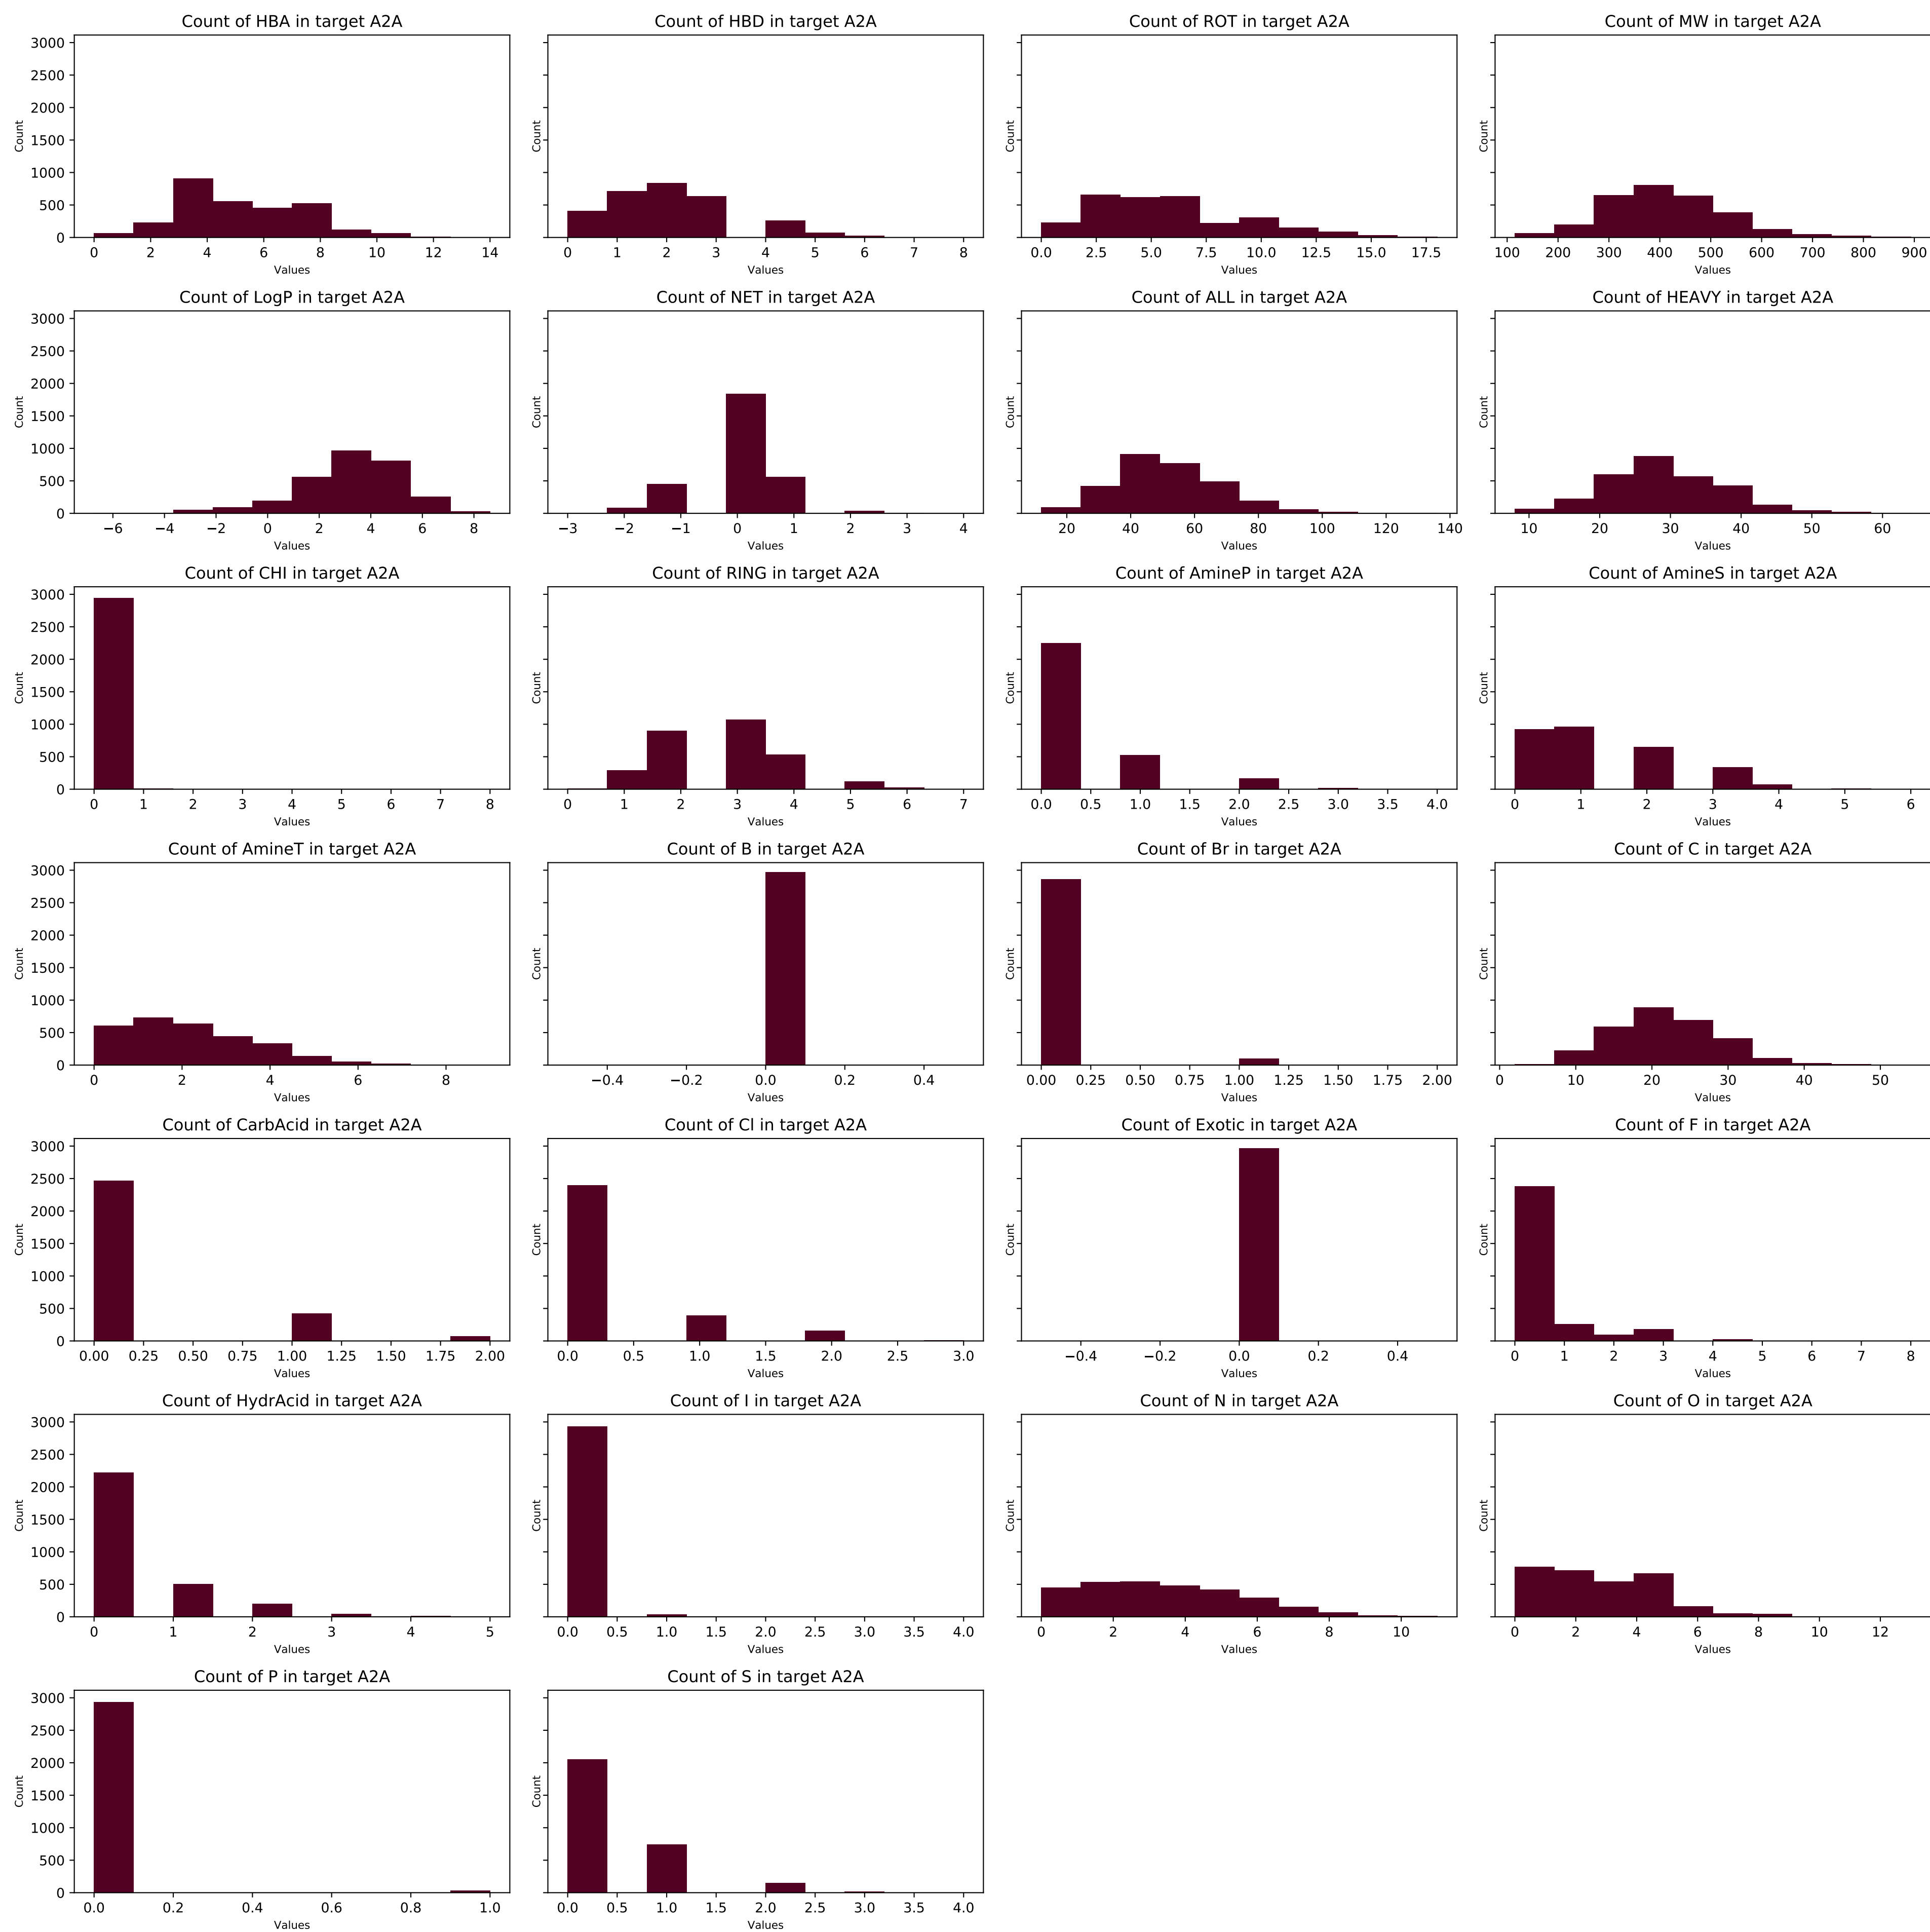 Count of HBA in target A2A
Count of HBD in target A2A
Count of ROT in target A2A
Count of MW in target A2A
3000
2500
2000
1500
1000
500
0
Count
Count
Count
Count
0 2 4 6 8 10 12 14
0 1 2 3 4 5 6 7 8
0.0 2.5 5.0 7.5 10.0 12.5 15.0 17.5
100 200 300 400 500 600 700 800 900
Values
Values
Values
Values
Count of LogP in target A2A
Count of NET in target A2A
Count of ALL in target A2A
Count of HEAVY in target A2A
3000
2500
2000
1500
1000
500
0
Count
Count
Count
Count
−6 −4 −2 0 2 4 6 8
−3 −2 −1 0 1 2 3 4
20 40 60 80 100 120 140
10 20 30 40 50 60
Values
Values
Values
Values
Count of CHI in target A2A
Count of RING in target A2A
Count of AmineP in target A2A
Count of AmineS in target A2A
3000
2500
2000
1500
1000
500
0
Count
Count
Count
Count
0 1 2 3 4 5 6 7 8
0 1 2 3 4 5 6 7
0.0 0.5 1.0 1.5 2.0 2.5 3.0 3.5 4.0
0 1 2 3 4 5 6
Values
Values
Values
Values
Count of AmineT in target A2A
Count of B in target A2A
Count of Br in target A2A
Count of C in target A2A
3000
2500
2000
1500
1000
500
0
Count
Count
Count
Count
0 2 4 6 8
−0.4 −0.2 0.0 0.2 0.4
0.00 0.25 0.50 0.75 1.00 1.25 1.50 1.75 2.00
0 10 20 30 40 50
Values
Values
Values
Values
Count of CarbAcid in target A2A
Count of Cl in target A2A
Count of Exotic in target A2A
Count of F in target A2A
3000
2500
2000
1500
1000
500
0
Count
Count
Count
Count
0.00 0.25 0.50 0.75 1.00 1.25 1.50 1.75 2.00
0.0 0.5 1.0 1.5 2.0 2.5 3.0
−0.4 −0.2 0.0 0.2 0.4
0 1 2 3 4 5 6 7 8
Values
Values
Values
Values
Count of HydrAcid in target A2A
Count of I in target A2A
Count of N in target A2A
Count of O in target A2A
3000
2500
2000
1500
1000
500
0
Count
Count
Count
Count
0 1 2 3 4 5
0.0 0.5 1.0 1.5 2.0 2.5 3.0 3.5 4.0
0 2 4 6 8 10
0 2 4 6 8 10 12
Values
Values
Values
Values
Count of P in target A2A
Count of S in target A2A
3000
2500
2000
1500
1000
500
0
Count
Count
0.0 0.2 0.4 0.6 0.8 1.0
0.0 0.5 1.0 1.5 2.0 2.5 3.0 3.5 4.0
Values
Values